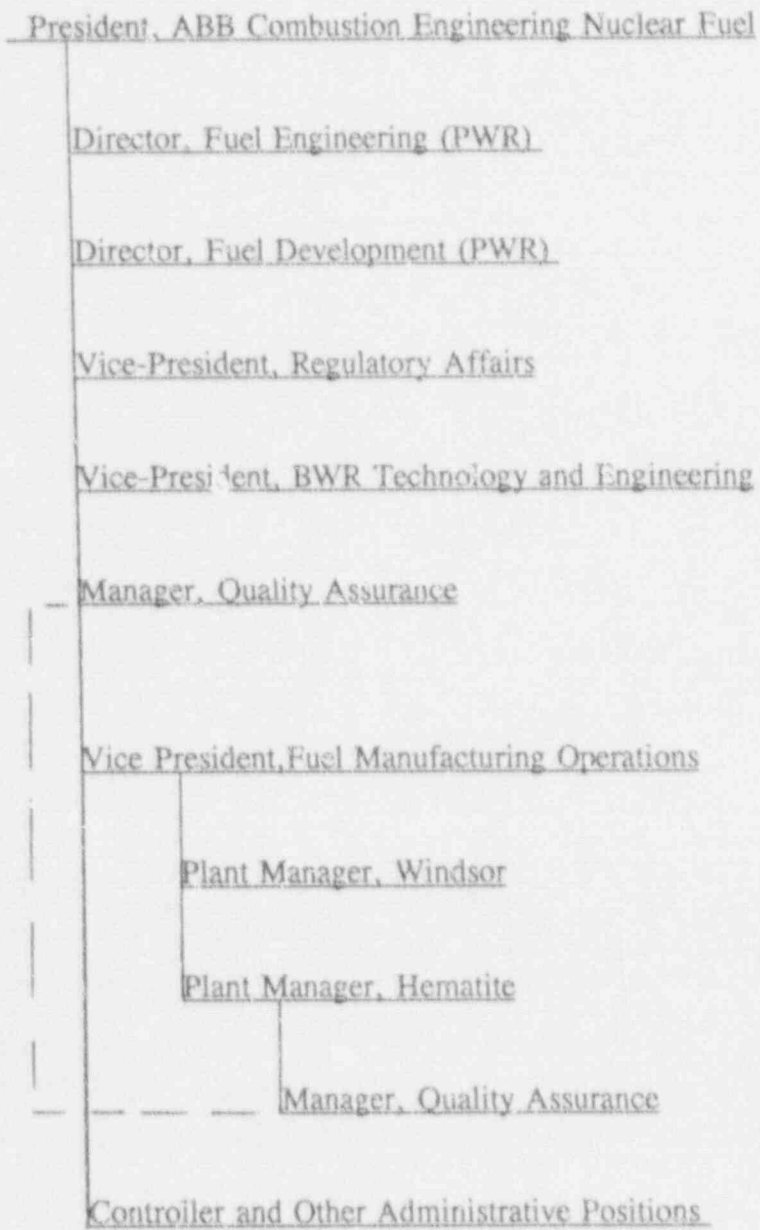 President, ABB Combustion Engineering Nuclear Fuel
Director, Fuel Engineering (PWR)
Director, Fuel Development (PWR)
Vice-President, Regulatory Affairs
Vice-President, BWR Technology and Engineering
Manager, Quality Assurance
Vice President, Fuel Manufacturing Operations
Plant Manager, Windsor
Plant Manager, Hematite
Manager, Quality Assurance
Controller and Other Administrative Positions